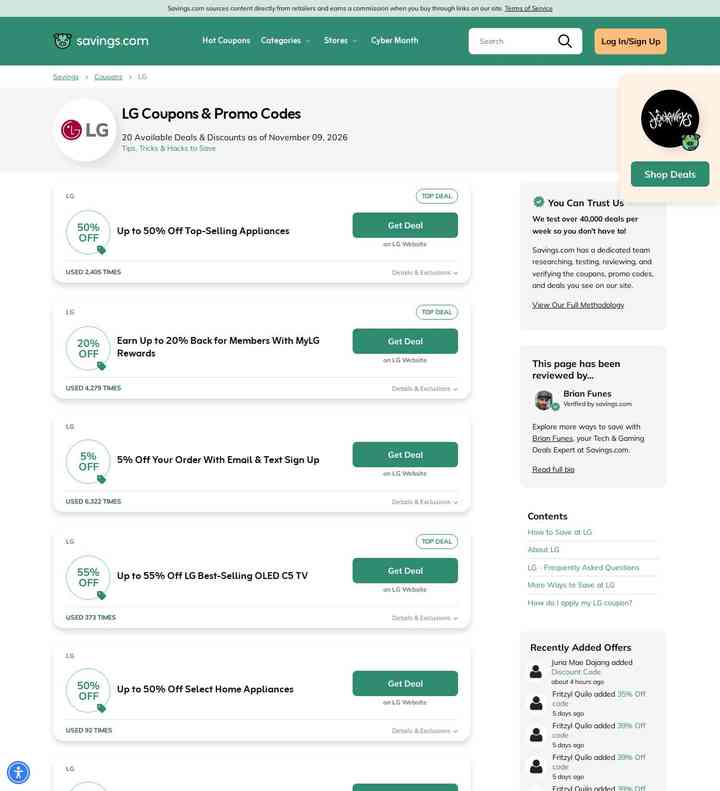 Savings.com sources content directly from retailers and earns a commission when you buy through links on our site. Terms of Service
savings.com
Hot Coupons Categories Stores Cyber Month
Search
Log In/Sign Up
Savings > Coupons > LG
LG
LG Coupons & Promo Codes
20 Available Deals & Discounts as of November 09, 2026
Tips, Tricks & Hacks to Save
JOURNEYS
Shop Deals
LG
TOP DEAL
50% OFF
Up to 50% Off Top-Selling Appliances
Get Deal
on LG Website
USED 2,405 TIMES
Details & Exclusions
LG
TOP DEAL
20% OFF
Earn Up to 20% Back for Members With MyLG
Rewards
Get Deal
on LG Website
USED 4,279 TIMES
Details & Exclusions
LG
5% OFF
5% Off Your Order With Email & Text Sign Up
Get Deal
on LG Website
USED 6,322 TIMES
Details & Exclusions
LG
TOP DEAL
55% OFF
Up to 55% Off LG Best-Selling OLED C5 TV
Get Deal
on LG Website
USED 373 TIMES
Details & Exclusions
LG
50% OFF
Up to 50% Off Select Home Appliances
Get Deal
on LG Website
USED 92 TIMES
Details & Exclusions
LG
You Can Trust Us
We test over 40,000 deals per
week so you don't have to!
Savings.com has a dedicated team
researching, testing, reviewing, and
verifying the coupons, promo codes,
and deals you see on our site.
View Our Full Methodology
This page has been
reviewed by...
Brian Funes
Verified by savings.com
Explore more ways to save with
Brian Funes, your Tech & Gaming
Deals Expert at Savings.com.
Read full bio
Contents
How to Save at LG
About LG
LG - Frequently Asked Questions
More Ways to Save at LG
How do I apply my LG coupon?
Recently Added Offers
Juna Mae Dajang added
Discount Code
about 4 hours ago
Fritzyl Quilo added 35% Off
code
5 days ago
Fritzyl Quilo added 39% Off
code
5 days ago
Fritzyl Quilo added 39% Off
code
5 days ago
Fritzyl Quilo added 39% Off